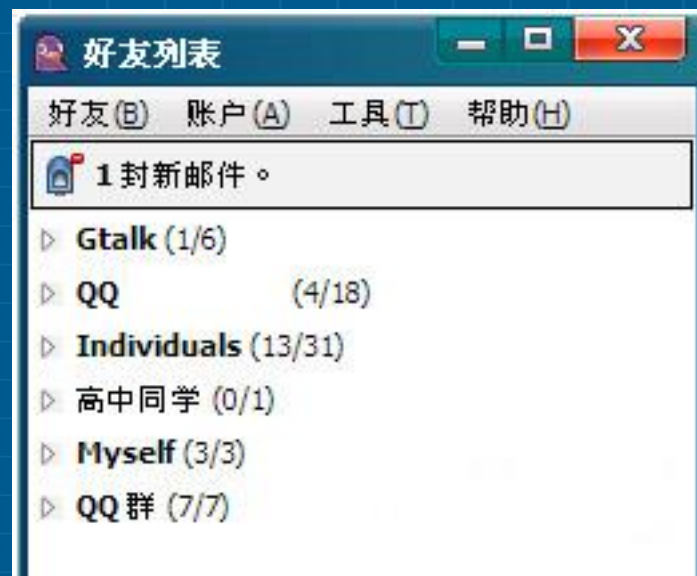 好友列表
好友(B) 账户(A) 工具(T) 帮助(H)
1 封新邮件。
Gtalk (1/6)
QQ (4/18)
Individuals (13/31)
高中同学 (0/1)
Myself (3/3)
QQ 群 (7/7)